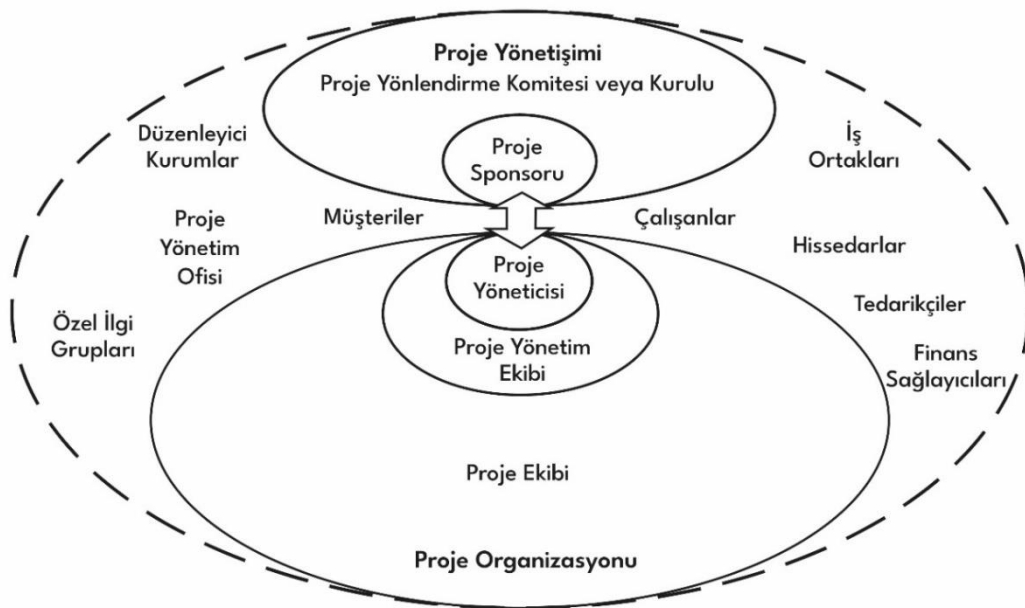 Proje Yönetişimi
Proje Yönlendirme Komitesi veya Kurulu
Düzenleyici
Kurumlar
Proje
Sponsoru
İş
Ortakları
Proje
Yönetim
Ofisi
Müşteriler
Çalışanlar
Hissedarlar
Proje
Yöneticisi
Özel İlgi
Grupları
Proje Yönetim
Ekibi
Tedarikçiler
Finans
Sağlayıcıları
Proje Ekibi
Proje Organizasyonu